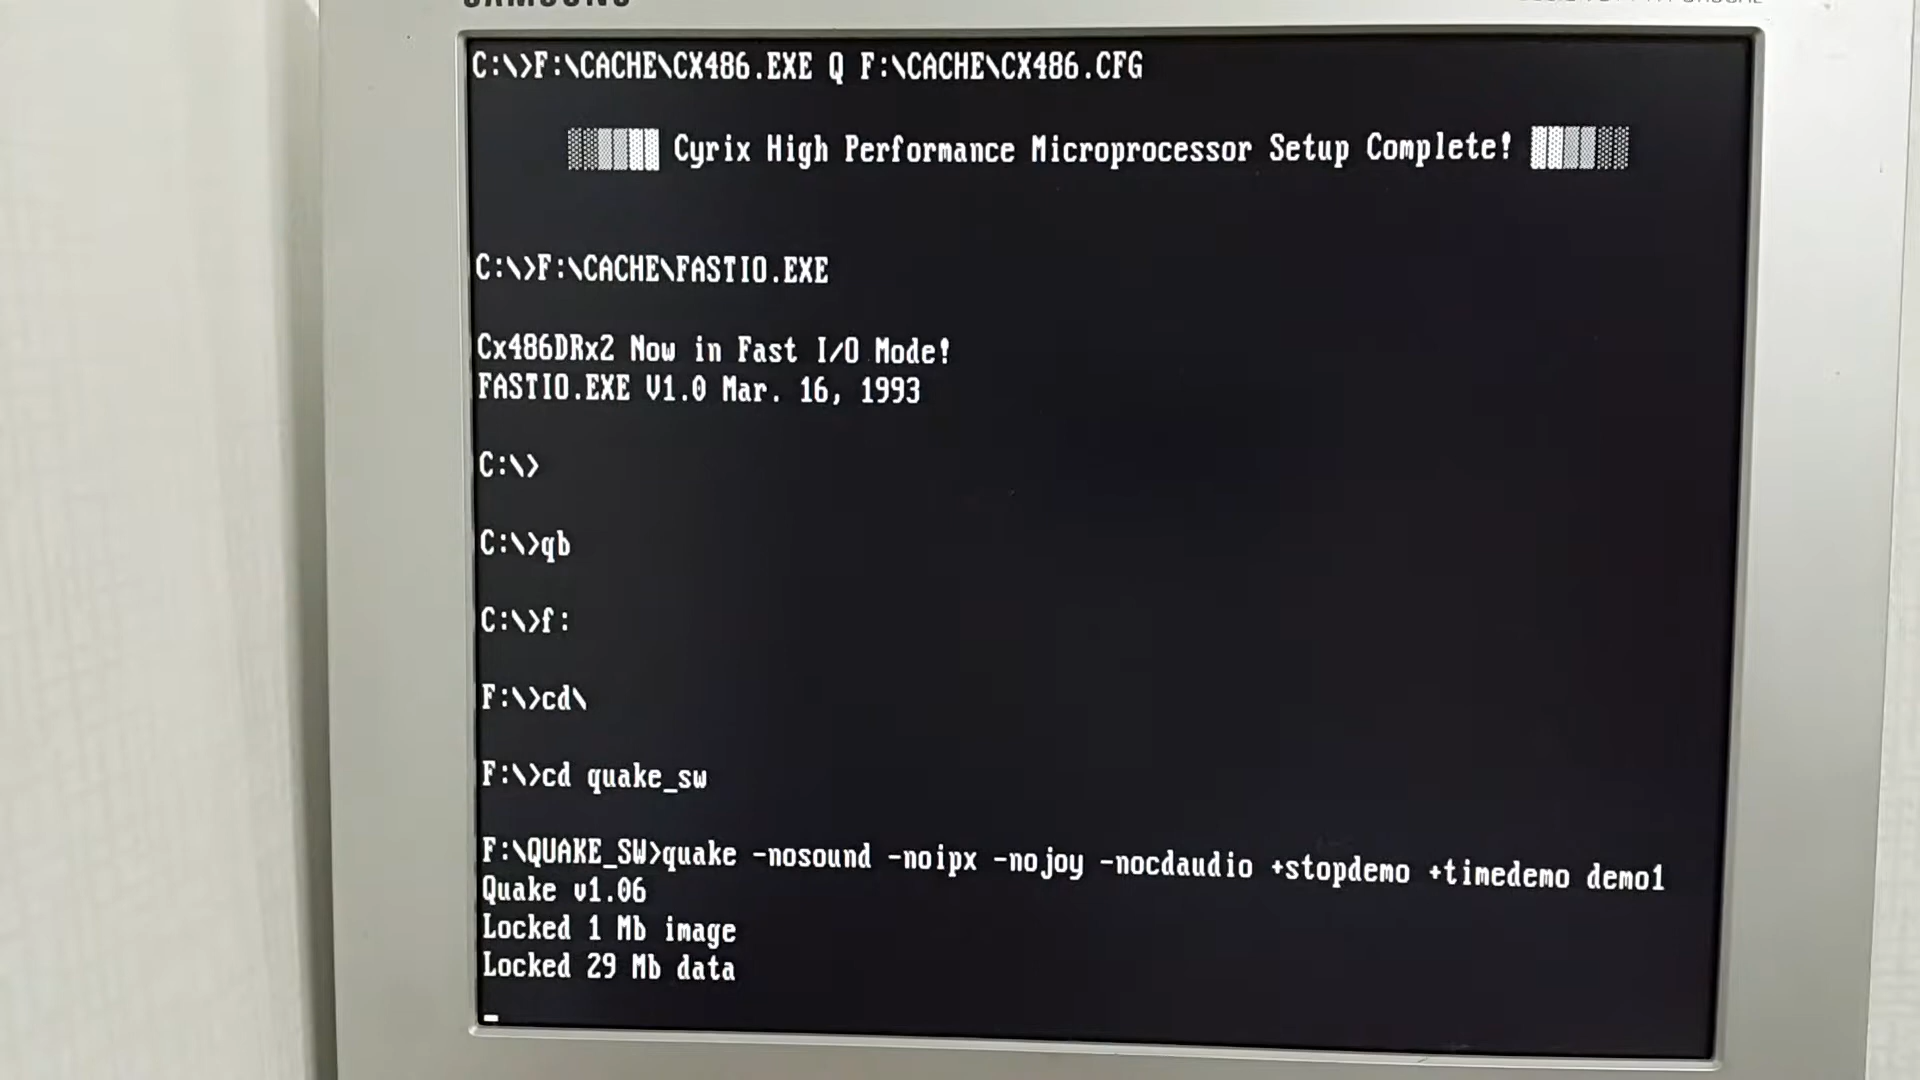 SAMSUNG
C:\>F:\CACHE\CX486.EXE Q F:\CACHE\CX486.CFG
Cyrix High Performance Microprocessor Setup Complete!
C:\>F:\CACHE\FASTIO.EXE
Cx486DRx2 Now in Fast I/O Mode!
FASTIO.EXE V1.0 Mar. 16, 1993
C:\>
C:\>qb
C:\>f:
F:\>cd\
F:\>cd quake_sw
F:\QUAKE_SW>quake -nosound -noipx -nojoy -nocdaudio +stopdemo +timedemo demo1
Quake v1.06
Locked 1 Mb image
Locked 29 Mb data